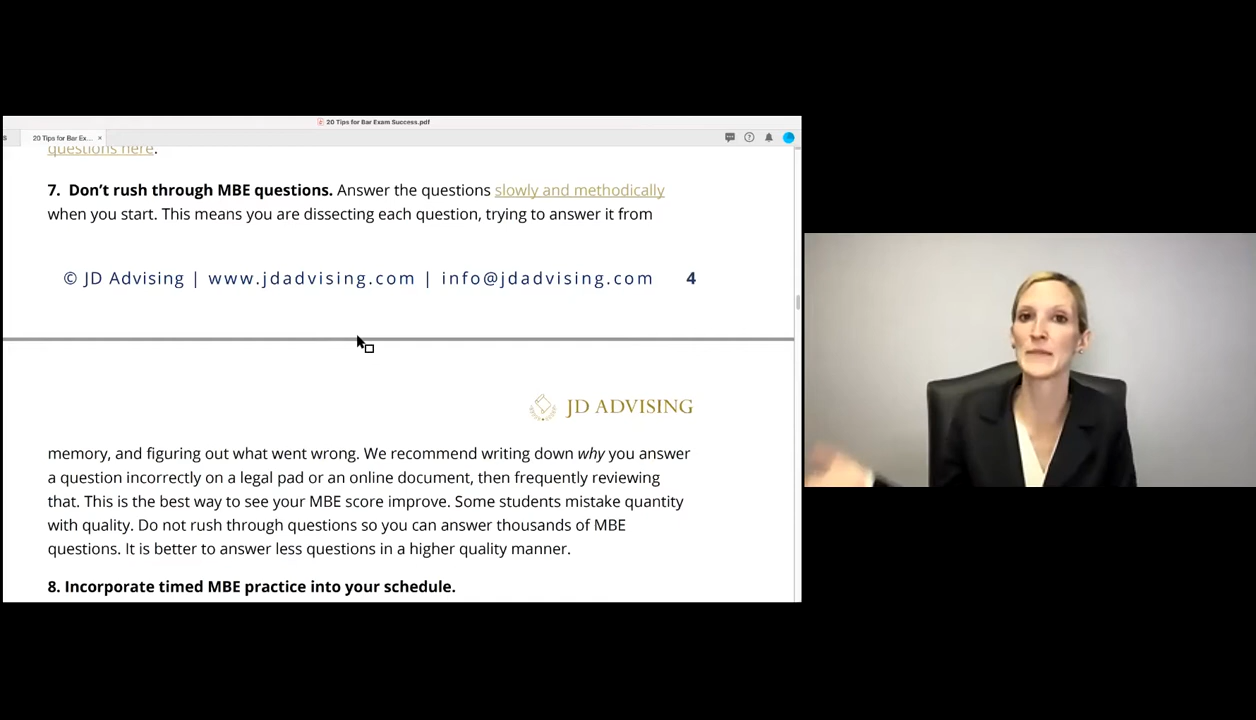 20 Tips for Bar Exam Success.pdf
s
20 Tips for Bar Ex... ×
questions here.
7. Don’t rush through MBE questions. Answer the questions slowly and methodically
when you start. This means you are dissecting each question, trying to answer it from
© JD Advising | www.jdadvising.com | info@jdadvising.com 4
JD ADVISING
memory, and figuring out what went wrong. We recommend writing down why you answer
a question incorrectly on a legal pad or an online document, then frequently reviewing
that. This is the best way to see your MBE score improve. Some students mistake quantity
with quality. Do not rush through questions so you can answer thousands of MBE
questions. It is better to answer less questions in a higher quality manner.
8. Incorporate timed MBE practice into your schedule.